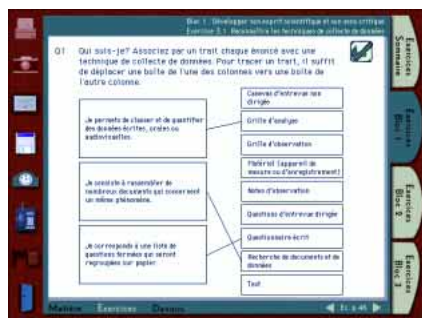 Bloc 1 : Développer son esprit scientifique et son sens critique
Exercice 3.1 Reconnaître les techniques de collecte de données
Q1 Qui suis-je? Associez par un trait chaque énoncé avec une
technique de collecte de données. Pour tracer un trait, il suffit
de déplacer une boîte de l'une des colonnes vers une boîte de
l'autre colonne.
Je permets de classer et de quantifier
des données écrites, orales ou
audiovisuelles.
Je consiste à rassembler de
nombreux documents qui concernent
un même phénomène.
Je corresponds à une liste de
questions fermées qui seront
regroupées sur papier.
Canevas d'entrevue non
dirigée
Grille d'analyse
Grille d'observation
Matériel (appareil de
mesure ou d'enregistrement)
Notes d'observation
Questions d'entrevue dirigée
Questionnaire écrit
Recherche de documents et de
données
Test
Exercices
Sommaire
Exercices
Bloc 1
Exercices
Bloc 2
Exercices
Bloc 3
Matière
Exercices
Devoirs